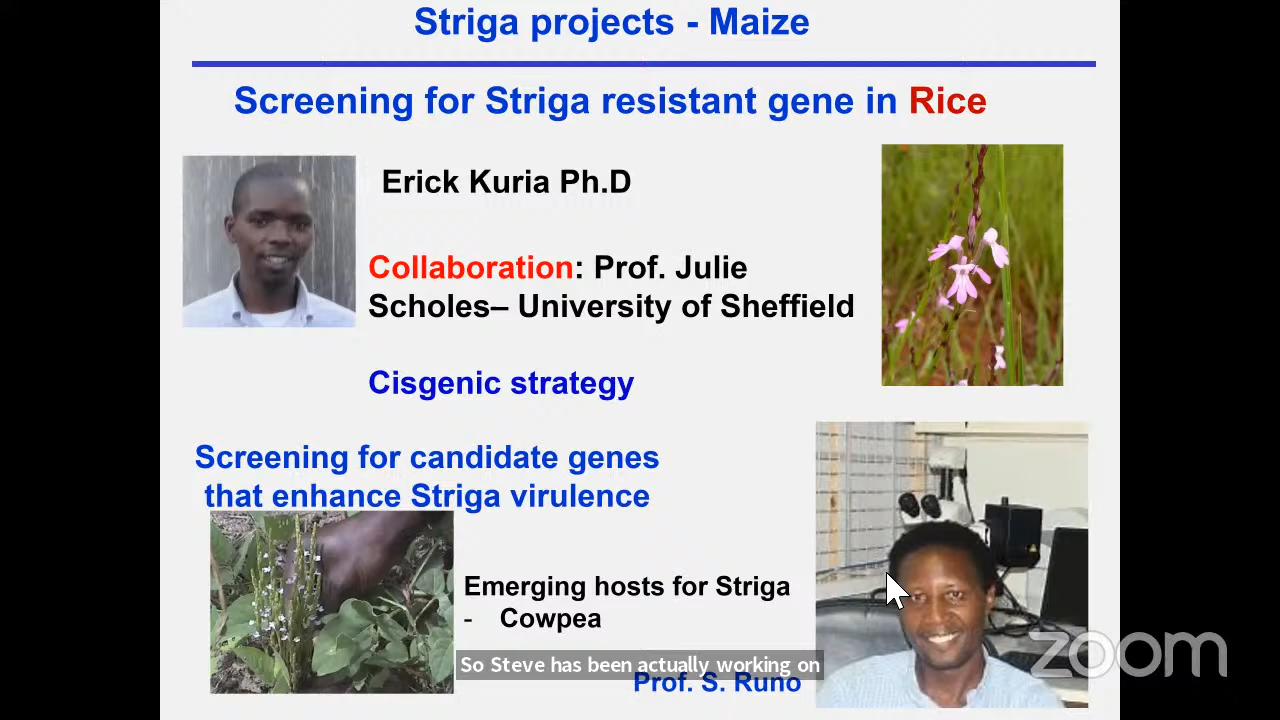 Striga projects - Maize
Screening for Striga resistant gene in Rice
Erick Kuria Ph.D
Collaboration: Prof. Julie
Scholes– University of Sheffield
Cisgenic strategy
Screening for candidate genes
that enhance Striga virulence
Emerging hosts for Striga
- Cowpea
So Steve has been actually working on
Prof. S. Runo
zoom